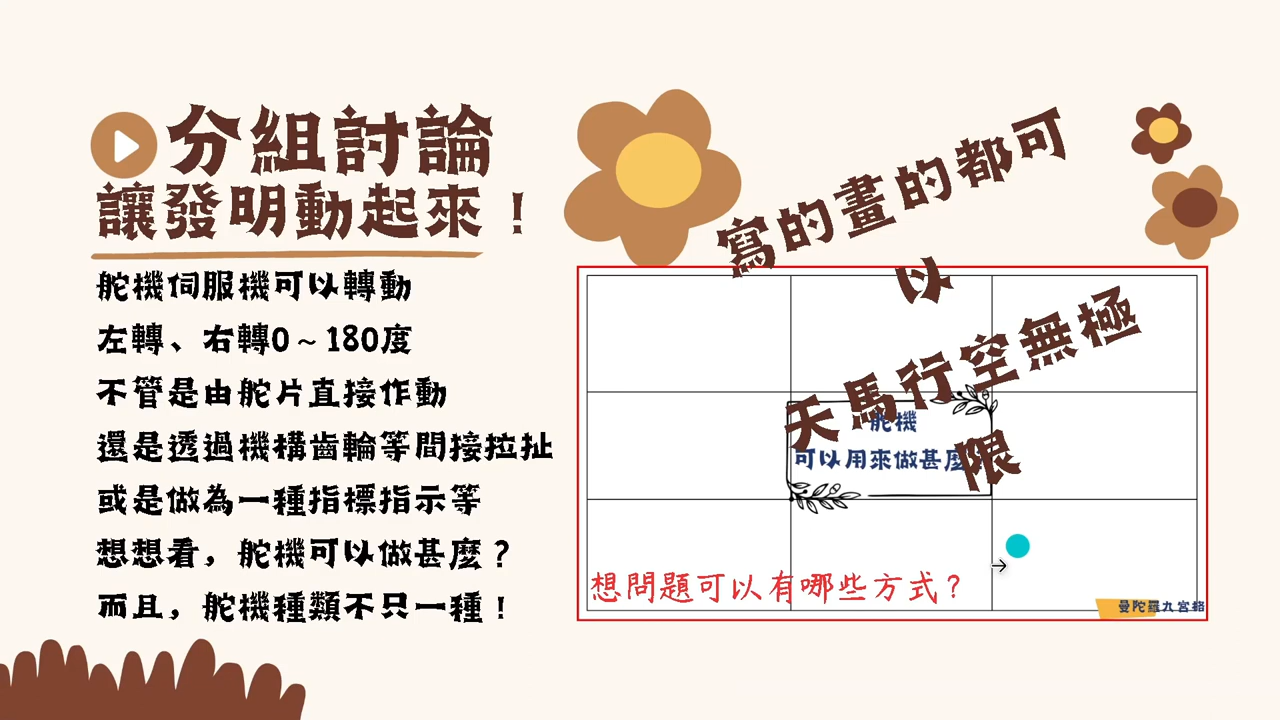 分組討論
讓發明動起來！
舵機伺服機可以轉動
左轉、右轉0～180度
不管是由舵片直接作動
還是透過機構齒輪等間接拉扯
或是做為一種指標指示等
想想看，舵機可以做甚麼？
而且，舵機種類不只一種！
寫的畫的都可
以
天馬行空無極
限
舵機
可以用來做甚麼
想問題可以有哪些方式？
曼陀羅九宮格